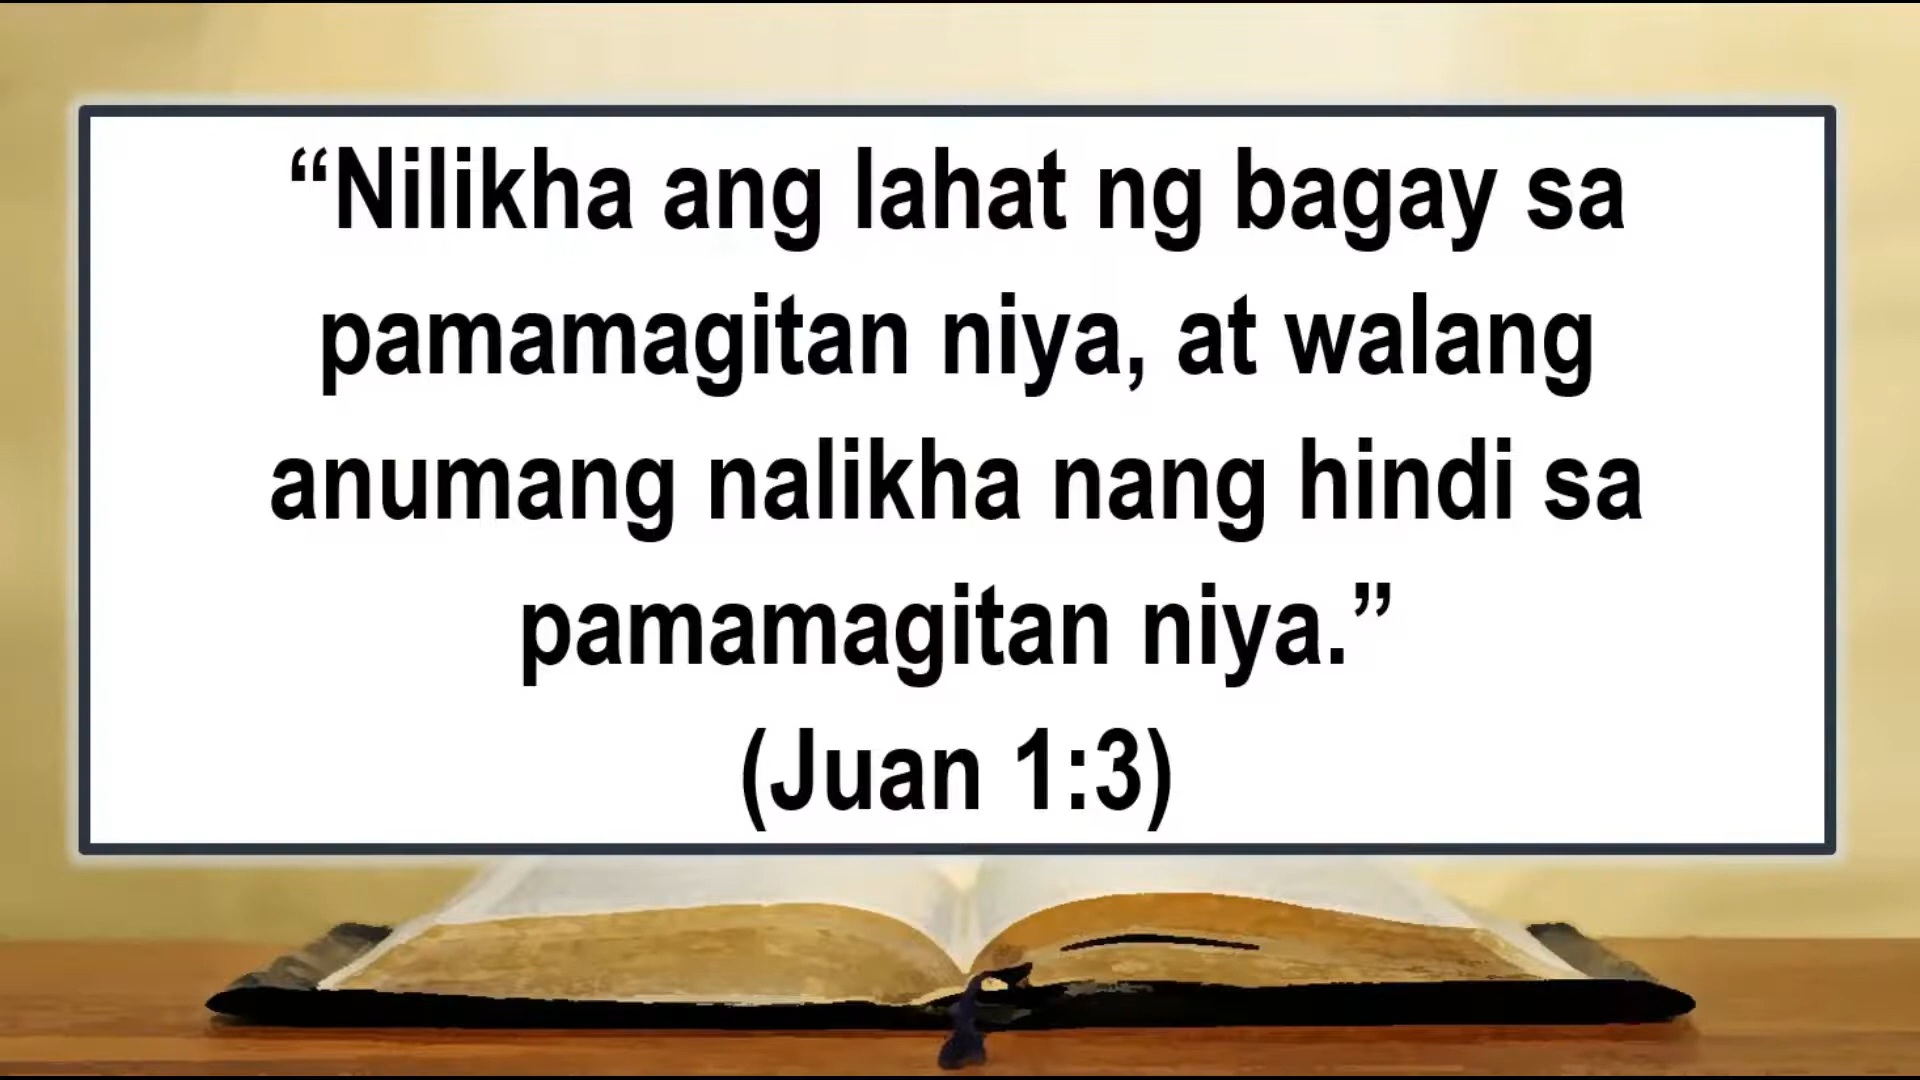 “Nilikha ang lahat ng bagay sa
pamamagitan niya, at walang
anumang nalikha nang hindi sa
pamamagitan niya.”
(Juan 1:3)